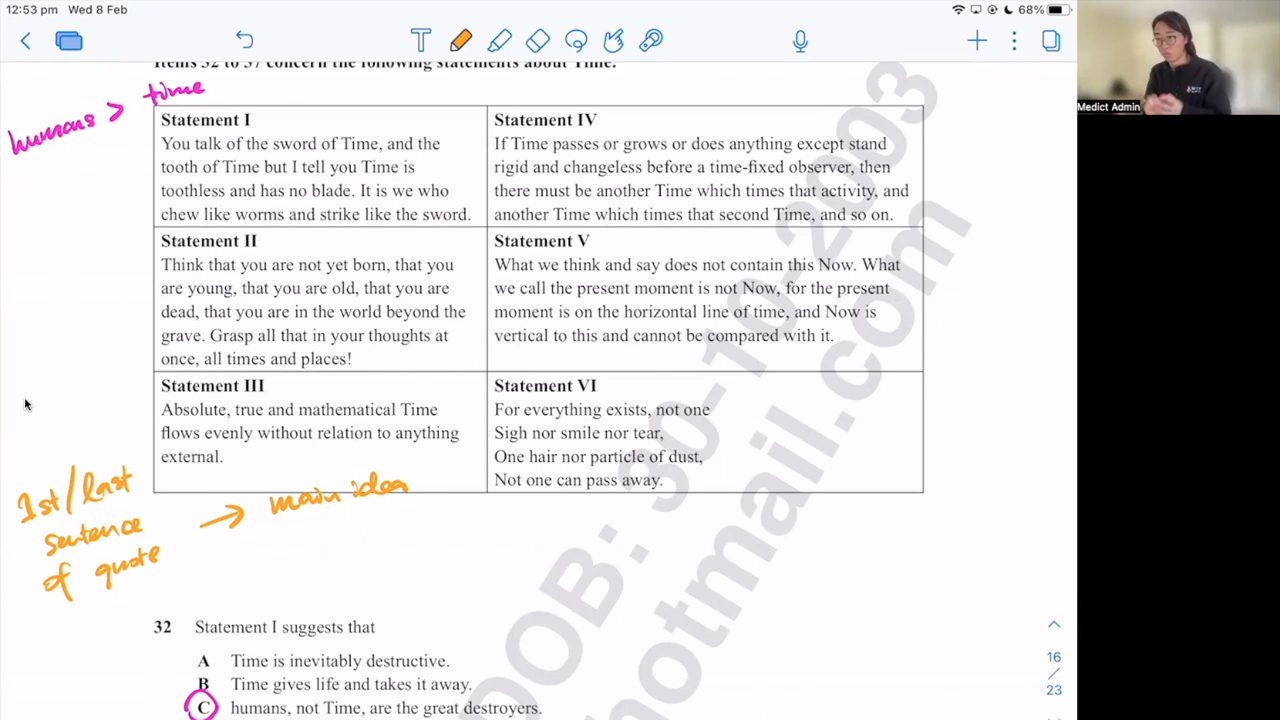 12:53 pm Wed 8 Feb
68%
Medict Admin
Items 32 to 37 concern the following statements about Time.
humans > time
Statement I
You talk of the sword of Time, and the
tooth of Time but I tell you Time is
toothless and has no blade. It is we who
chew like worms and strike like the sword.
Statement IV
If Time passes or grows or does anything except stand
rigid and changeless before a time-fixed observer, then
there must be another Time which times that activity, and
another Time which times that second Time, and so on.
Statement II
Think that you are not yet born, that you
are young, that you are old, that you are
dead, that you are in the world beyond the
grave. Grasp all that in your thoughts at
once, all times and places!
Statement V
What we think and say does not contain this Now. What
we call the present moment is not Now, for the present
moment is on the horizontal line of time, and Now is
vertical to this and cannot be compared with it.
Statement III
Absolute, true and mathematical Time
flows evenly without relation to anything
external.
Statement VI
For everything exists, not one
Sigh nor smile nor tear,
One hair nor particle of dust,
Not one can pass away.
1st/last
sentence
of quote
→ main idea
32 Statement I suggests that
A Time is inevitably destructive.
B Time gives life and takes it away.
C humans, not Time, are the great destroyers.
16
/
23
DOB: 30-10-2003
hotmail.com